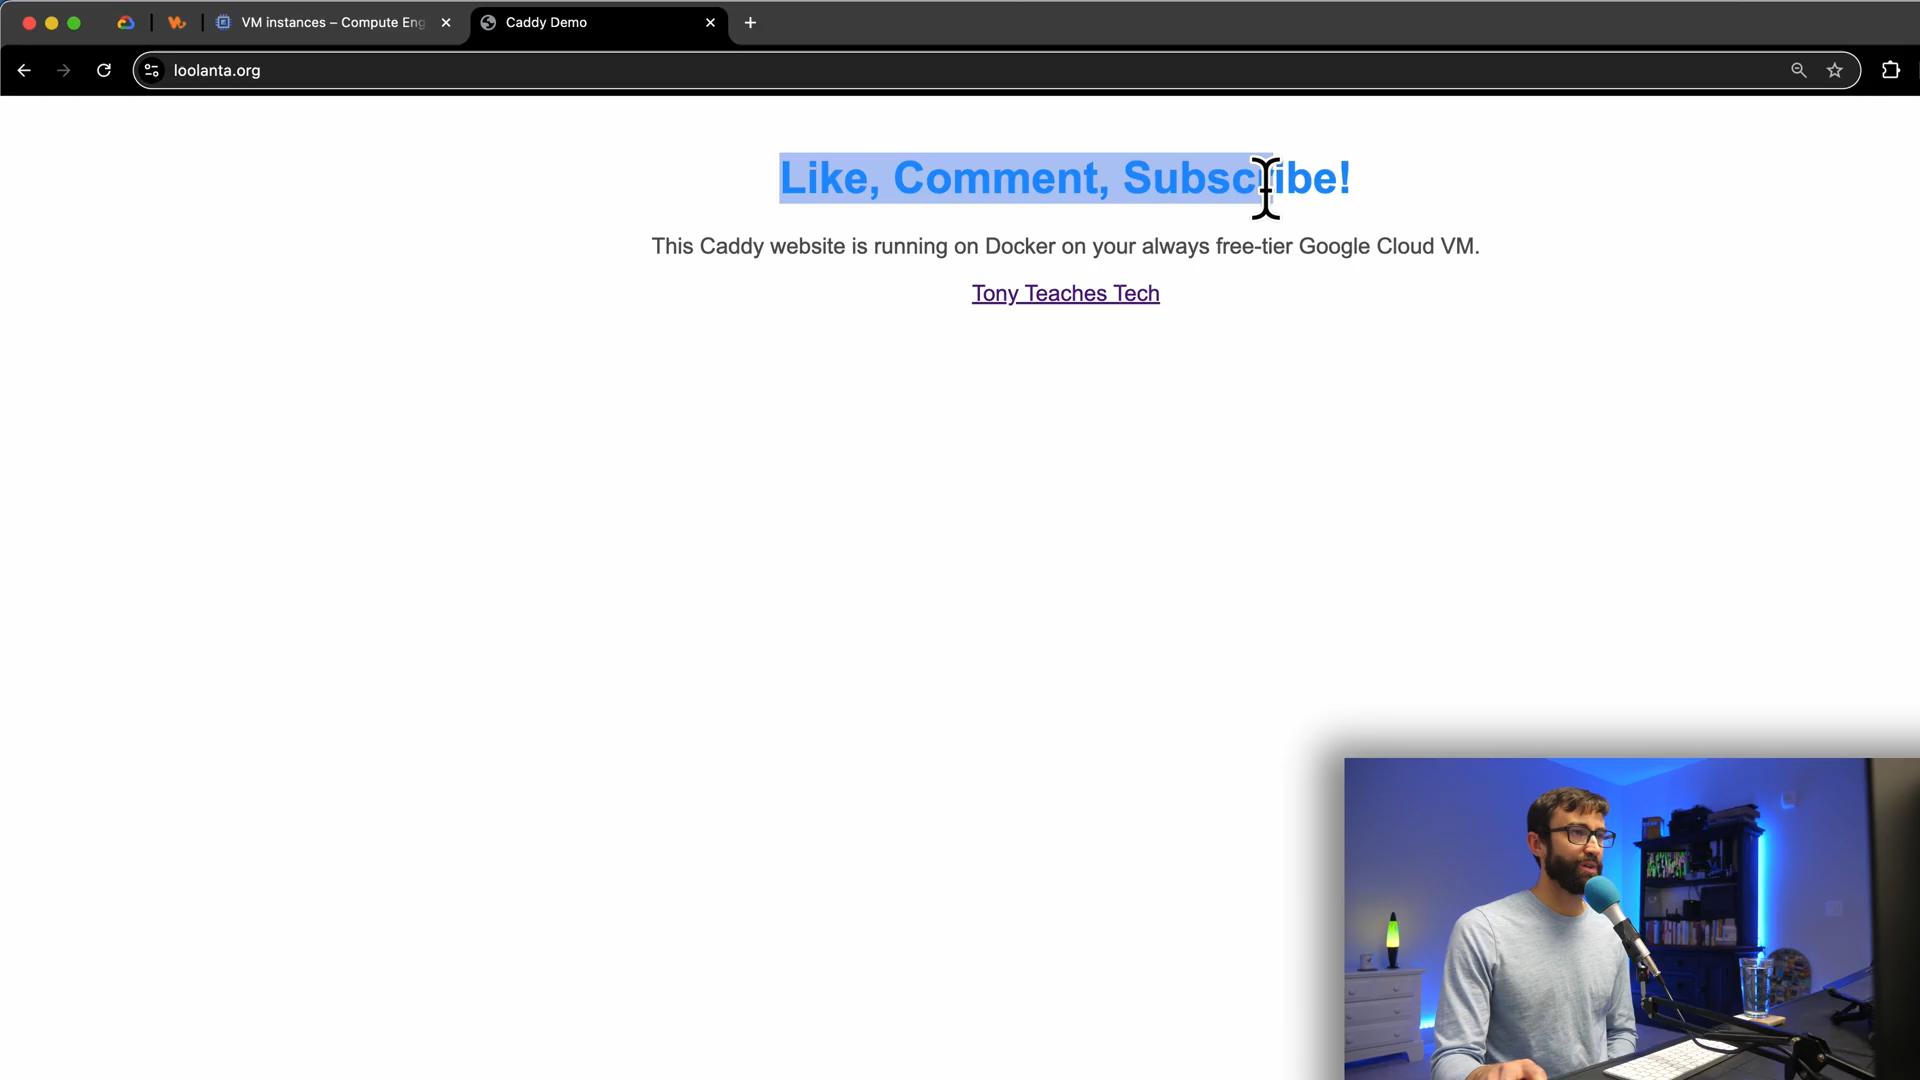 VM instances – Compute Eng
Caddy Demo
loolanta.org
Like, Comment, Subscribe!
This Caddy website is running on Docker on your always free-tier Google Cloud VM.
Tony Teaches Tech